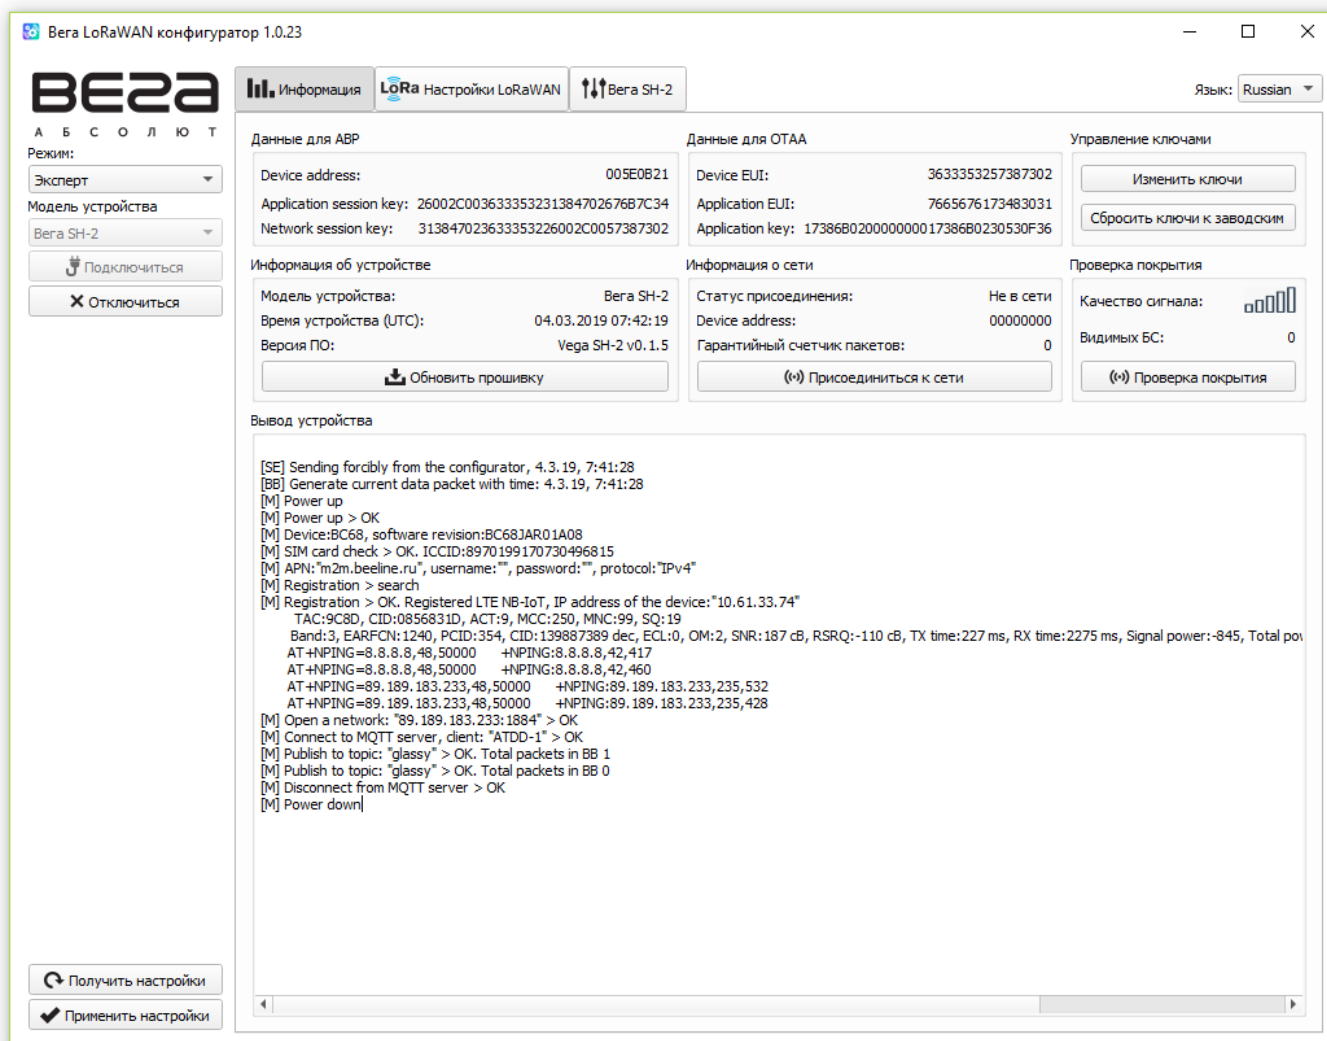 Вега LoRaWAN конфигуратор 1.0.23
ВЕГА
АБСОЛЮТ
Режим:
Эксперт
Модель устройства
Вега SH-2
Подключиться
Отключиться
Получить настройки
Применить настройки
Информация
LoRa Настройки LoRaWAN
Вега SH-2
Язык: Russian
Данные для ABP
Device address: 005E0B21
Application session key: 26002C0036333353231384702676B7C34
Network session key: 313847023633353226002C0057387302
Данные для OTAA
Device EUI: 3633353257387302
Application EUI: 7665676173483031
Application key: 17386B020000000017386B0230530F36
Управление ключами
Изменить ключи
Сбросить ключи к заводским
Информация об устройстве
Модель устройства: Вега SH-2
Время устройства (UTC): 04.03.2019 07:42:19
Версия ПО: Vega SH-2 v0.1.5
Обновить прошивку
Информация о сети
Статус присоединения: Не в сети
Device address: 00000000
Гарантийный счетчик пакетов: 0
Присоединиться к сети
Проверка покрытия
Качество сигнала:
Видимых БС: 0
Проверка покрытия
Вывод устройства
[SE] Sending forcibly from the configurator, 4.3.19, 7:41:28
[BB] Generate current data packet with time: 4.3.19, 7:41:28
[M] Power up
[M] Power up > OK
[M] Device:BC68, software revision:BC68JAR01A08
[M] SIM card check > OK. ICCID:8970199170730496815
[M] APN:"m2m.beeline.ru", username:"", password:"", protocol:"IPv4"
[M] Registration > search
[M] Registration > OK. Registered LTE NB-IoT, IP address of the device:"10.61.33.74"
TAC:9C8D, CID:0856831D, ACT:9, MCC:250, MNC:99, SQ:19
Band:3, EARFCN:1240, PCID:354, CID:139887389 dec, ECL:0, OM:2, SNR:187 cB, RSRQ:-110 cB, TX time:227 ms, RX time:2275 ms, Signal power:-845, Total pow
AT+NPING=8.8.8.8,48,50000 +NPING:8.8.8.8,42,417
AT+NPING=8.8.8.8,48,50000 +NPING:8.8.8.8,42,460
AT+NPING=89.189.183.233,48,50000 +NPING:89.189.183.233,235,532
AT+NPING=89.189.183.233,48,50000 +NPING:89.189.183.233,235,428
[M] Open a network: "89.189.183.233:1884" > OK
[M] Connect to MQTT server, client: "ATDD-1" > OK
[M] Publish to topic: "glassy" > OK. Total packets in BB 1
[M] Publish to topic: "glassy" > OK. Total packets in BB 0
[M] Disconnect from MQTT server > OK
[M] Power down